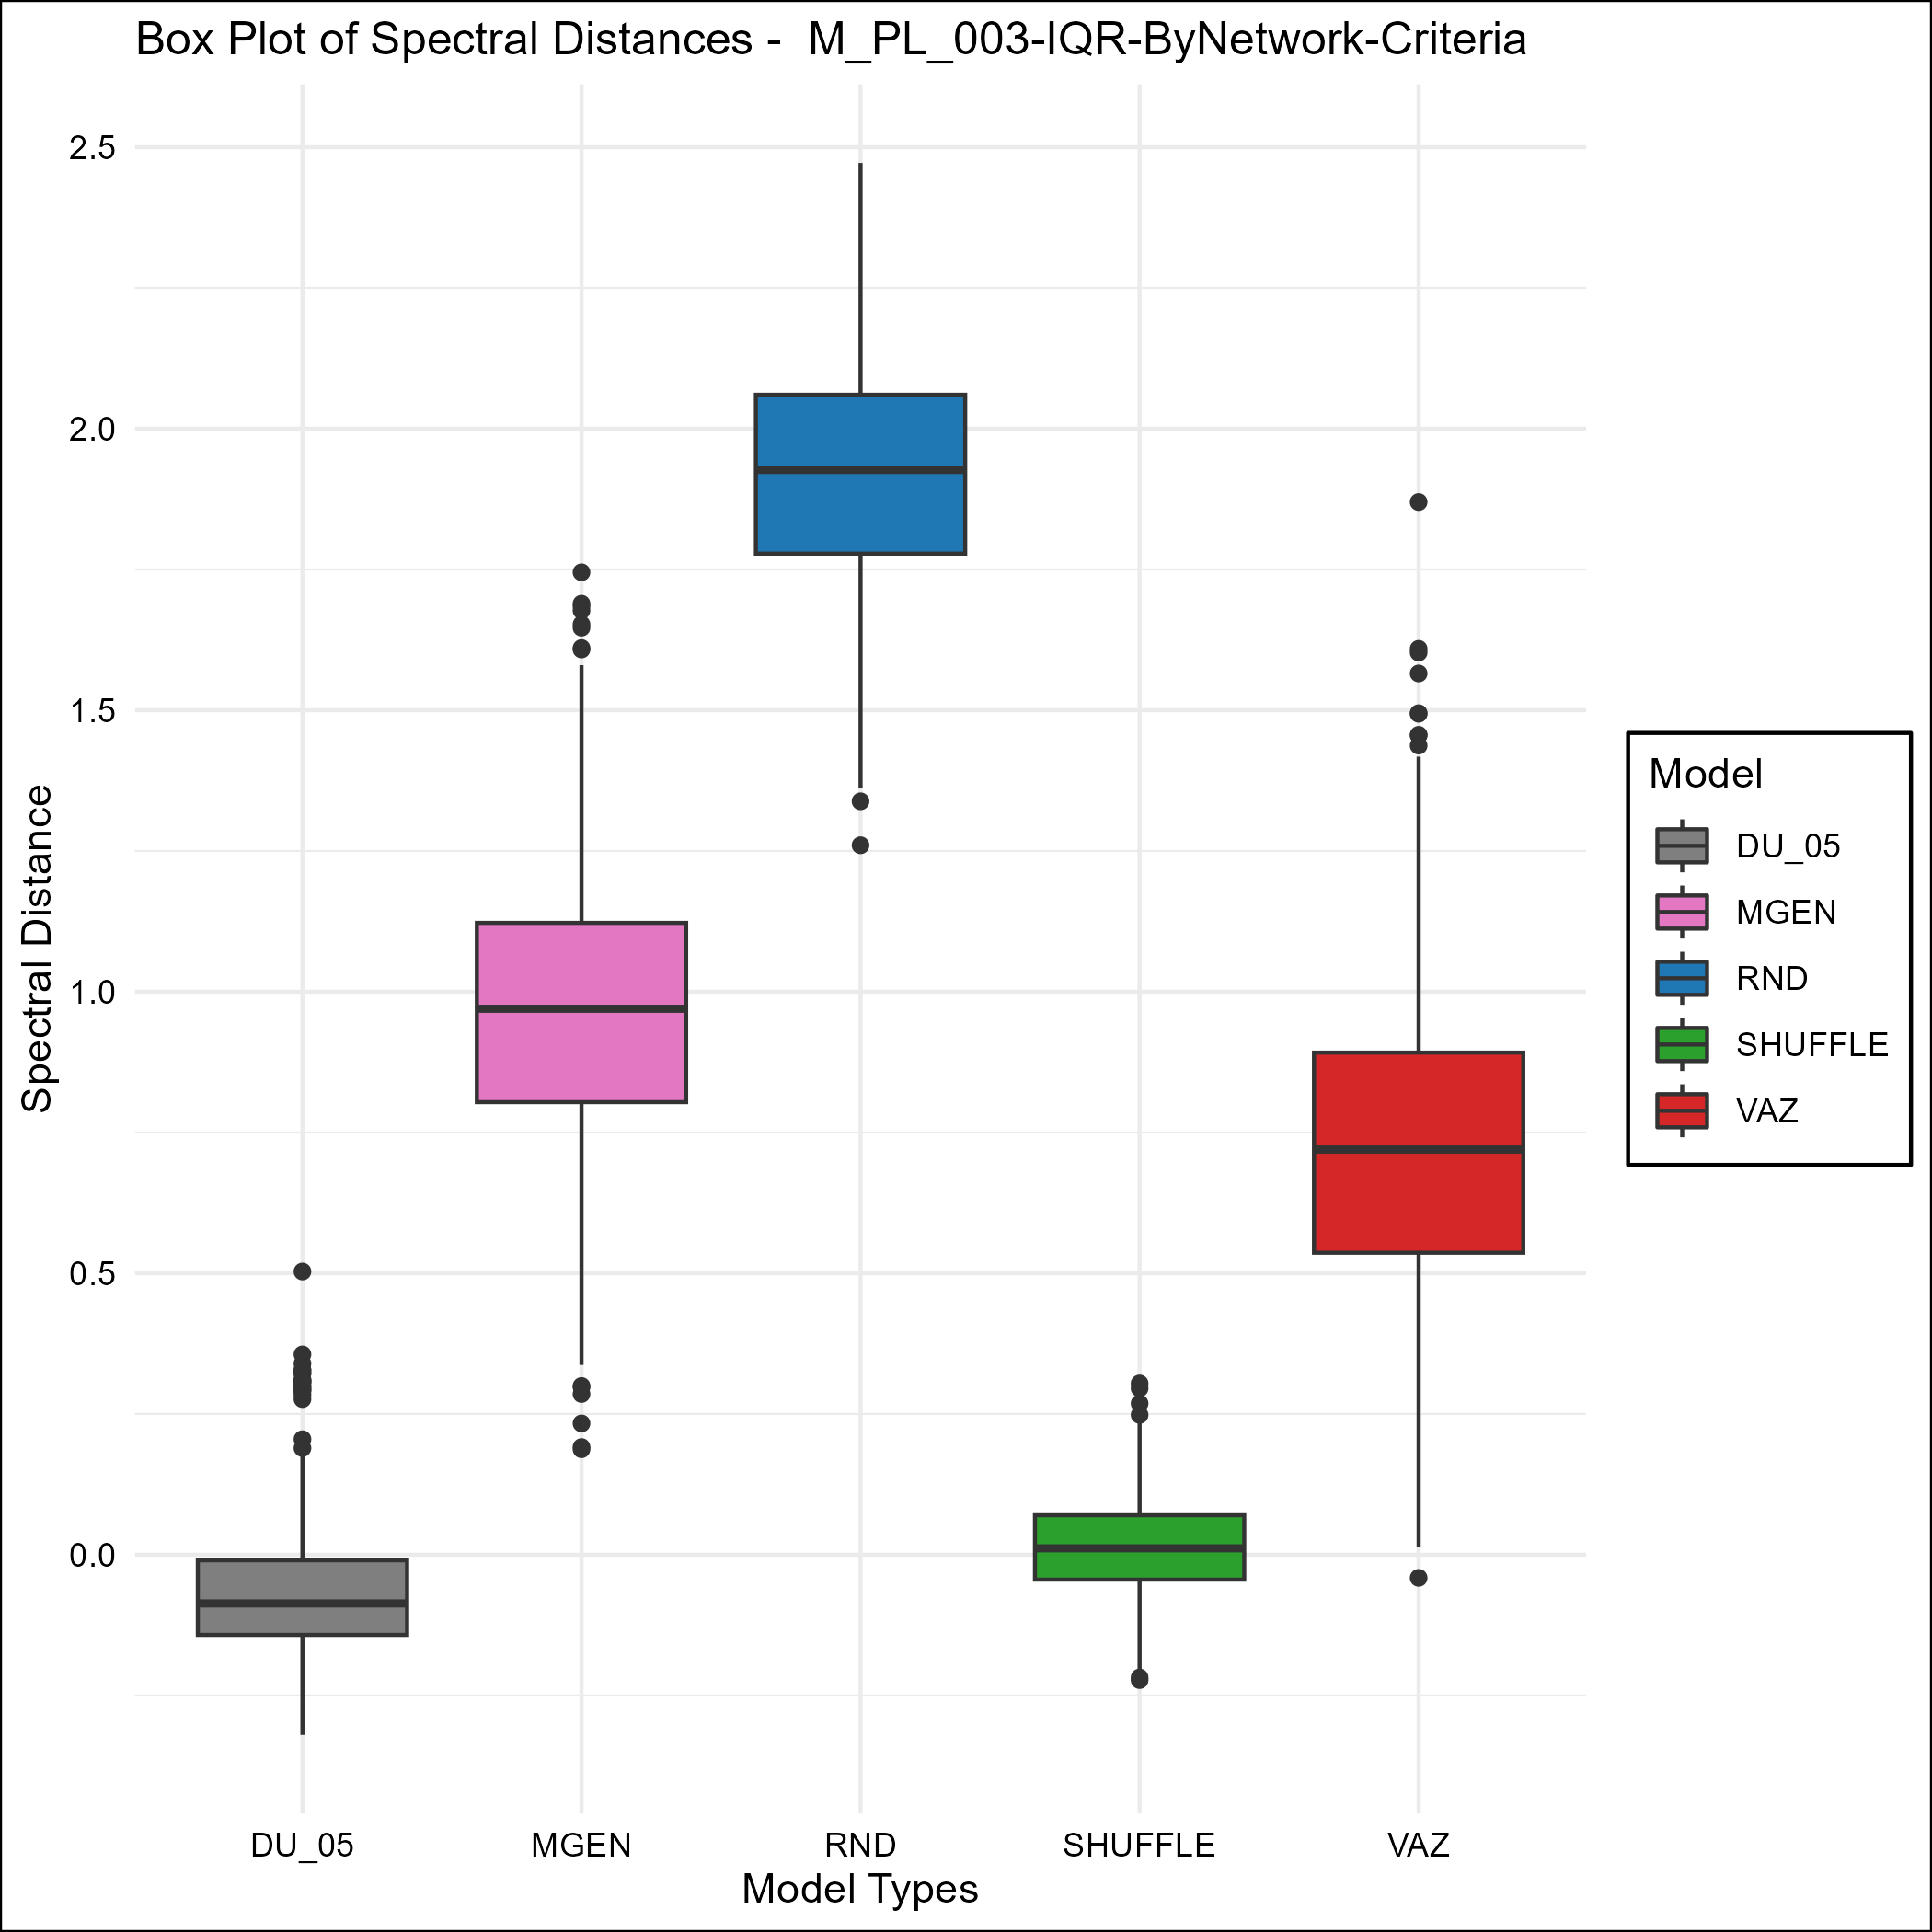 Box Plot of Spectral Distances -  M_PL_003-IQR-ByNetwork-Criteria
Spectral Distance
2.5
2.0
1.5
1.0
0.5
0.0
DU_05
MGEN
RND
SHUFFLE
VAZ
Model Types
Model
DU_05
MGEN
RND
SHUFFLE
VAZ